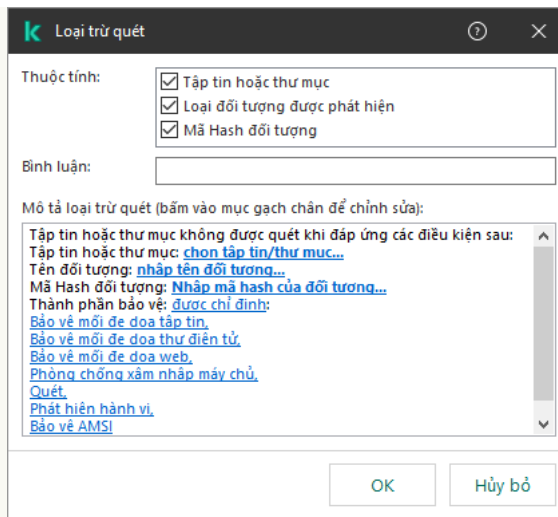 Loại trừ quét
Thuộc tính:
Tập tin hoặc thư mục
Loại đối tượng được phát hiện
Mã Hash đối tượng
Bình luận:
Mô tả loại trừ quét (bấm vào mục gạch chân để chỉnh sửa):
Tập tin hoặc thư mục không được quét khi đáp ứng các điều kiện sau:
Tập tin hoặc thư mục: chọn tập tin/thư mục...
Tên đối tượng: nhập tên đối tượng...
Mã Hash đối tượng: Nhập mã hash của đối tượng...
Thành phần bảo vệ: được chỉ định:
Bảo vệ mối đe dọa tập tin,
Bảo vệ mối đe dọa thư điện tử,
Bảo vệ mối đe dọa web,
Phòng chống xâm nhập máy chủ,
Quét,
Phát hiện hành vi,
Bảo vệ AMSI
OK
Hủy bỏ